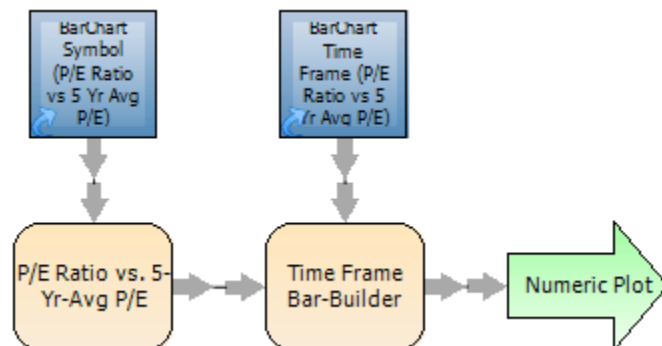 BarChart
Symbol
(P/E Ratio
vs 5 Yr Avg
P/E)
BarChart
Time
Frame (P/E
Ratio vs 5
Yr Avg P/E)
P/E Ratio vs. 5-
Yr-Avg P/E
Time Frame
Bar-Builder
Numeric Plot